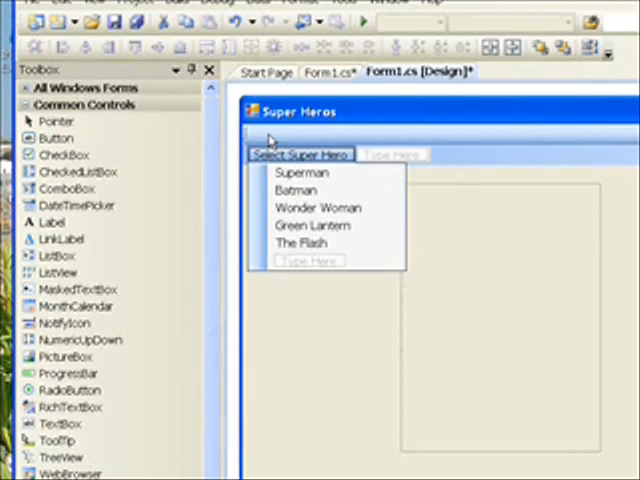 Toolbox
Start Page
Form1.cs*
Form1.cs [Design]*
All Windows Forms
Common Controls
Pointer
Button
CheckBox
CheckedListBox
ComboBox
DateTimePicker
Label
LinkLabel
ListBox
ListView
MaskedTextBox
MonthCalendar
NotifyIcon
NumericUpDown
PictureBox
ProgressBar
RadioButton
RichTextBox
TextBox
ToolTip
TreeView
WebBrowser
Super Heros
Select Super Hero
Type Here
Superman
Batman
Wonder Woman
Green Lantern
The Flash
Type Here